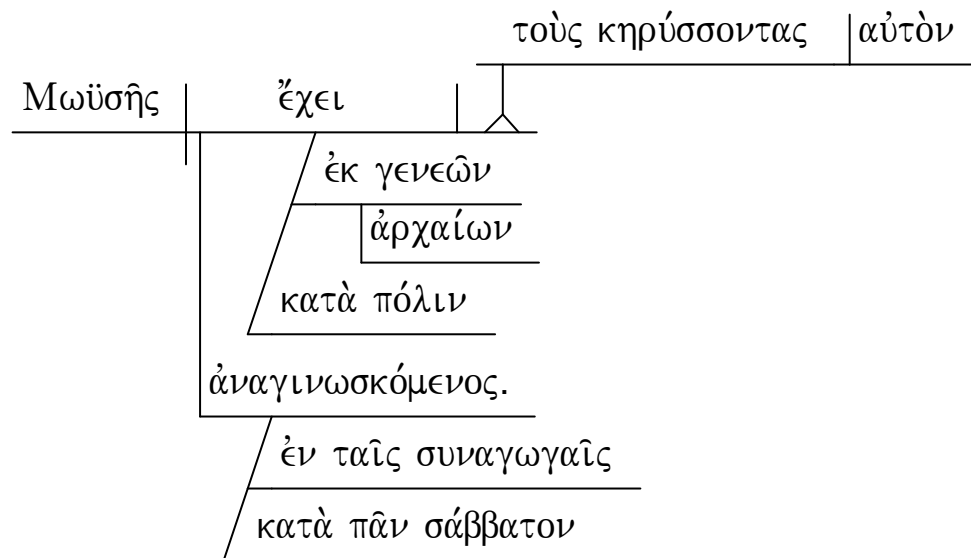 τοὺς κηρύσσοντας αὐτὸν
Μωϋσῆς ἔχει
ἐκ γενεῶν
ἀρχαίων
κατὰ πόλιν
ἀναγινωσκόμενος.
ἐν ταῖς συναγωγαῖς
κατὰ πᾶν σάββατον